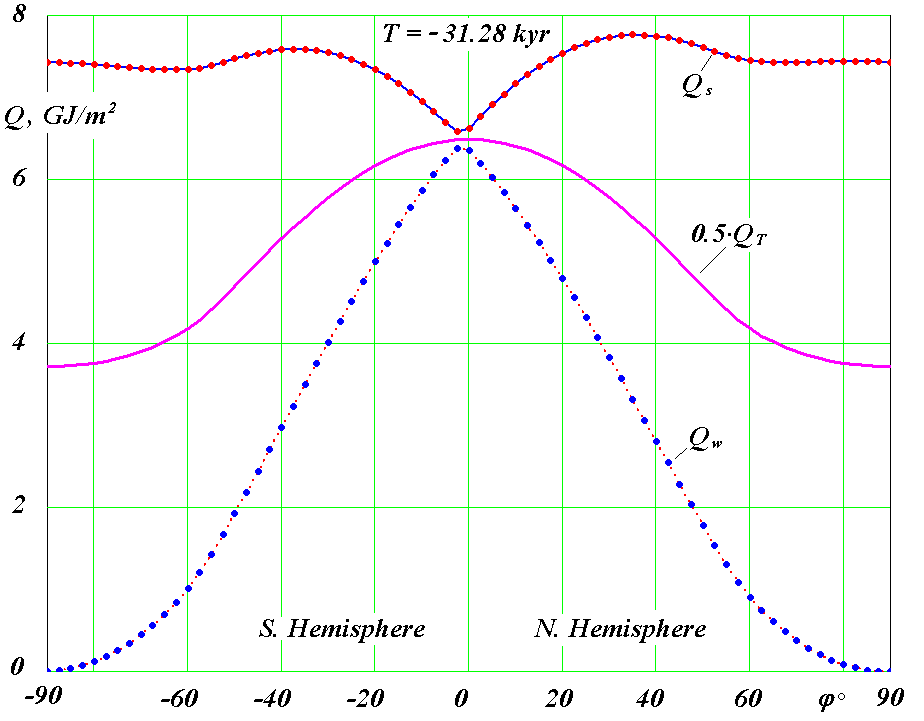 8
T = - 31.28 kyr
Qs
Q, GJ/m²
6
0.5·QT
4
Qw
2
S. Hemisphere
N. Hemisphere
0
-90
-60
-40
-20
0
20
40
60
φ°
90